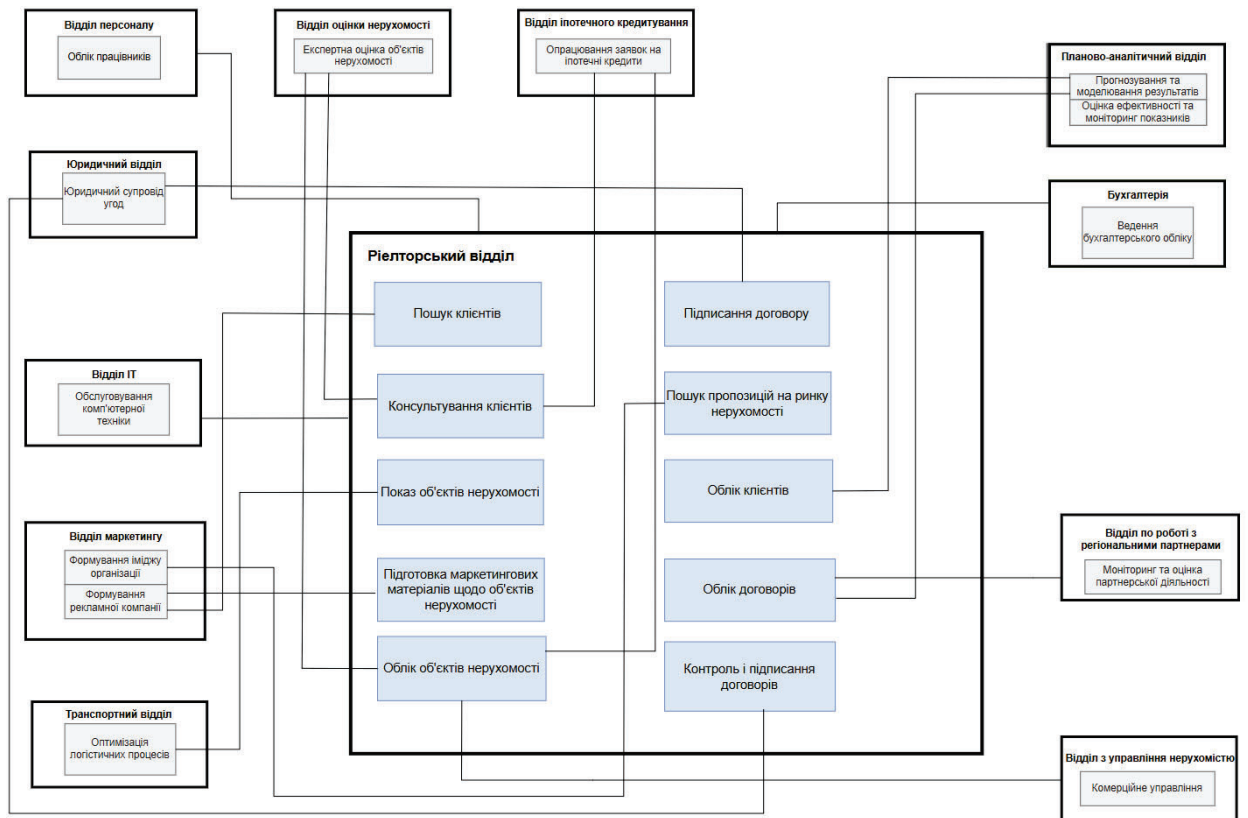 Відділ персоналу
Облік працівників
Відділ оцінки нерухомості
Експертна оцінка об'єктів
нерухомості
Відділ іпотечного кредитування
Опрацювання заявок на
іпотечні кредити
Планово-аналітичний відділ
Прогнозування та
моделювання результатів
Оцінка ефективності та
моніторинг показників
Юридичний відділ
Юридичний супровід
угод
Бухгалтерія
Ведення
бухгалтерського обліку
Ріелторський відділ
Пошук клієнтів
Підписання договору
Відділ ІТ
Обслуговування
комп'ютерної
техніки
Консультування клієнтів
Пошук пропозицій на ринку
нерухомості
Показ об'єктів нерухомості
Облік клієнтів
Відділ маркетингу
Формування іміджу
організації
Формування
рекламної компанії
Підготовка маркетингових
матеріалів щодо об'єктів
нерухомості
Облік договорів
Відділ по роботі з
регіональними партнерами
Моніторинг та оцінка
партнерської діяльності
Облік об'єктів нерухомості
Контроль і підписання
договорів
Транспортний відділ
Оптимізація
логістичних процесів
Відділ з управління нерухомістю
Комерційне управління